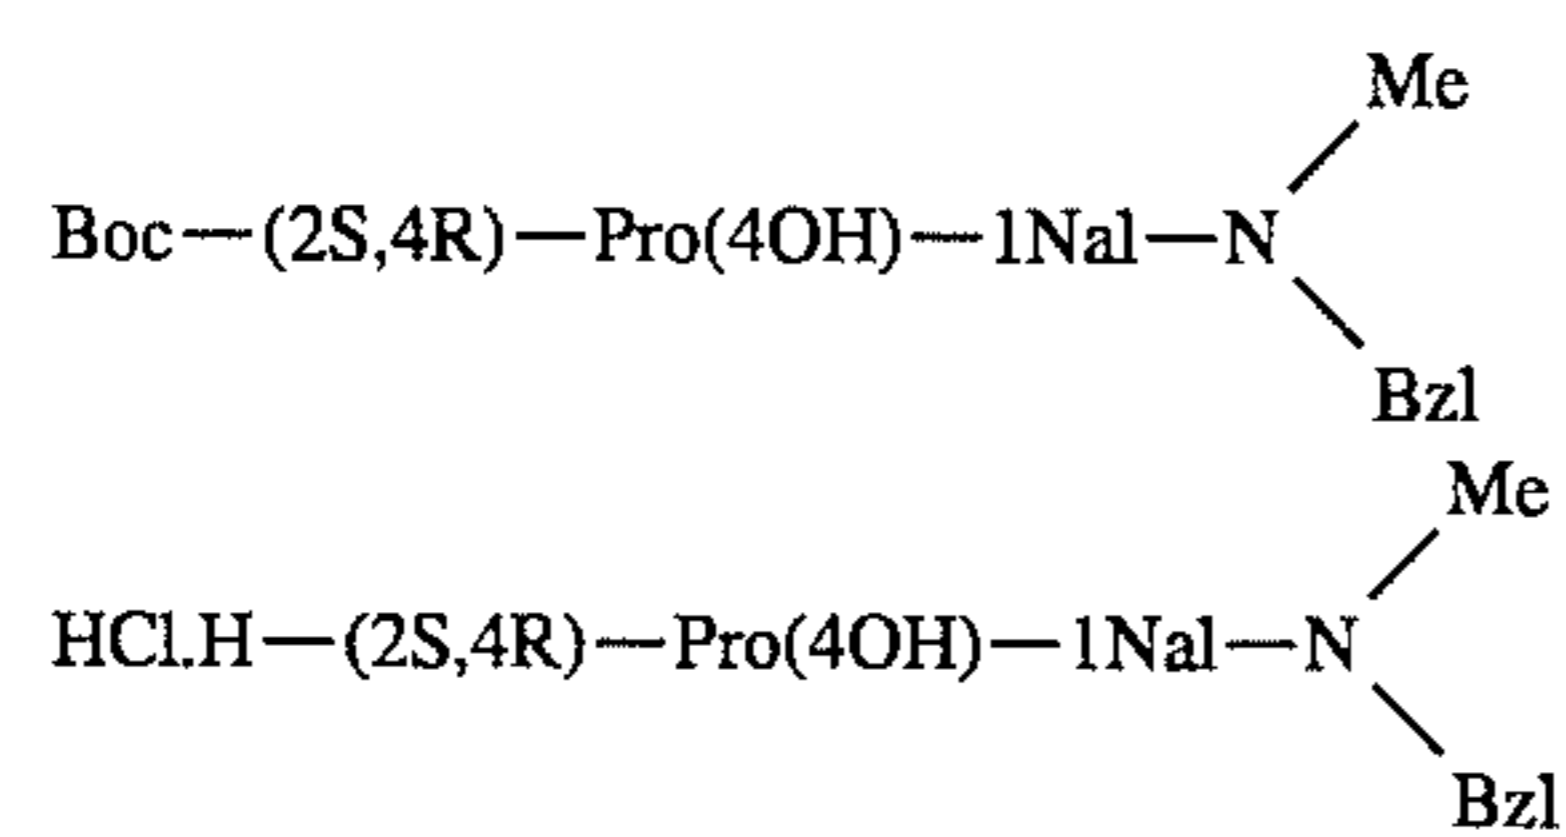 Me
Boc—(2S,4R)—Pro(4OH)—1Nal—N
Bzl
Me
HCl.H—(2S,4R)—Pro(4OH)—1Nal—N
Bzl